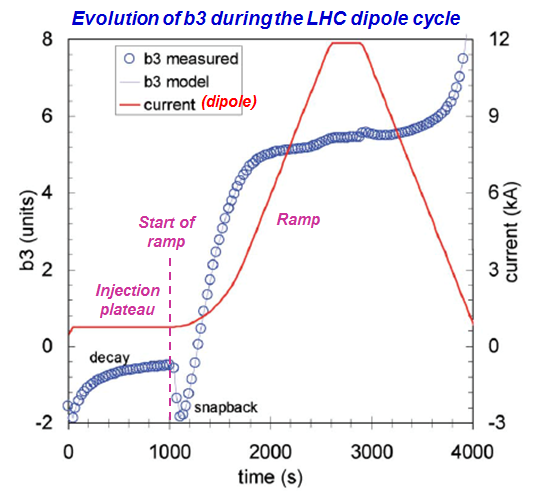 Evolution of b3 during the LHC dipole cycle
b3 measured
b3 model
current (dipole)
8
6
4
2
0
-2
b3 (units)
12
9
6
3
0
-3
current (kA)
Start of
ramp
Ramp
Injection
plateau
decay
snapback
0
1000
2000
3000
4000
time (s)